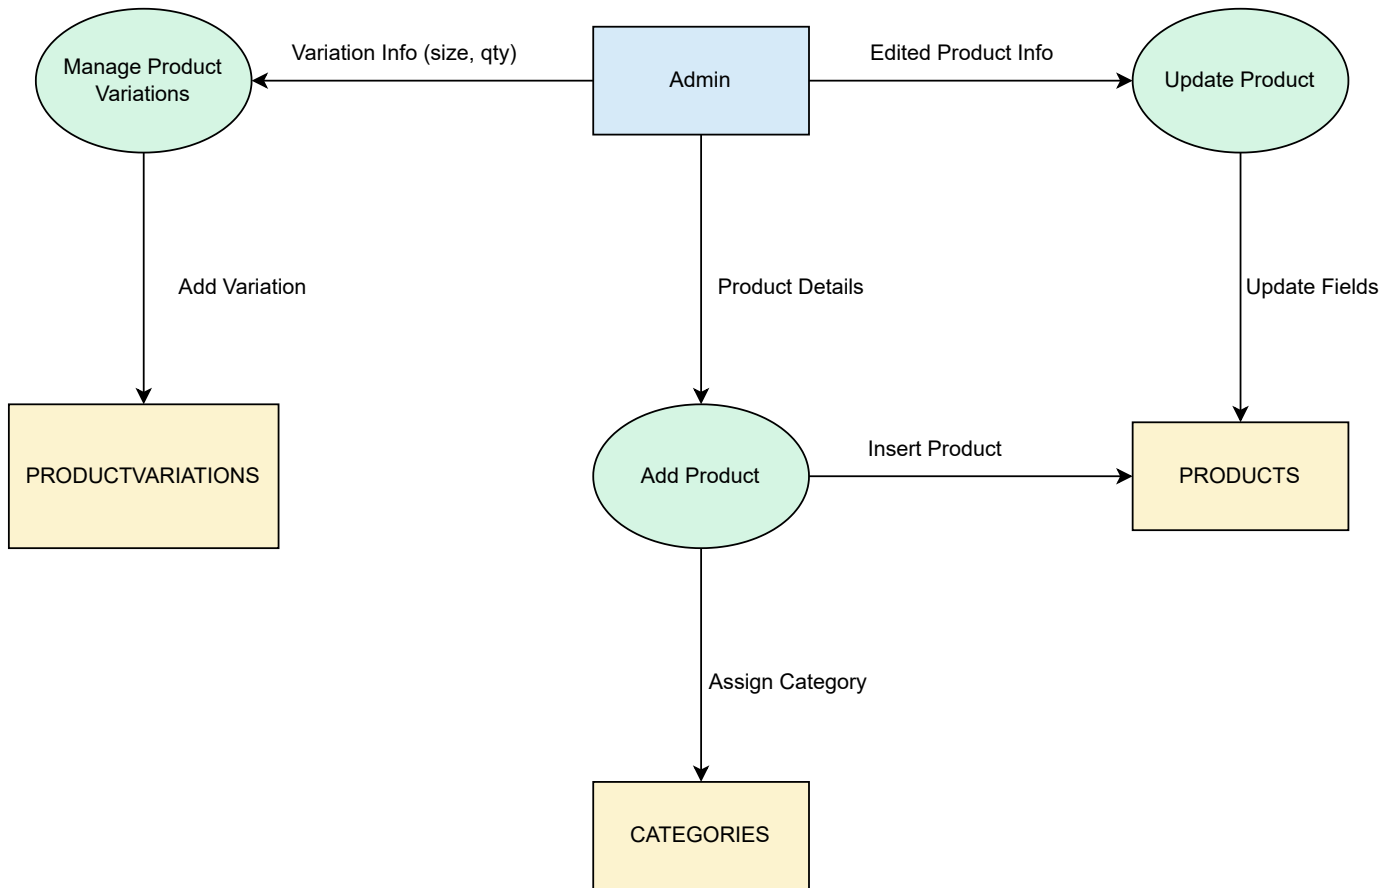 Variation Info (size, qty)
Edited Product Info
Manage Product
Variations
Admin
Update Product
Add Variation
Product Details
Update Fields
Insert Product
PRODUCTVARIATIONS
Add Product
PRODUCTS
Assign Category
CATEGORIES